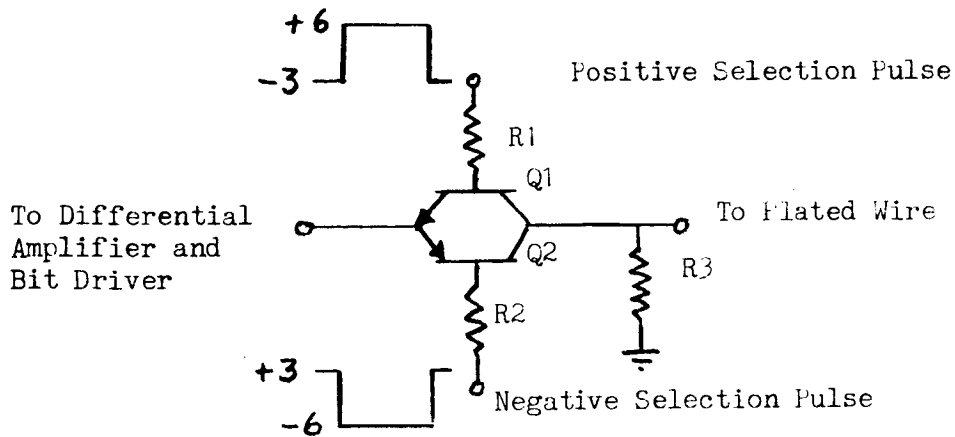 +6
-3
Positive Selection Pulse
R1
Q1
To Differential
Amplifier and
Bit Driver
To Plated Wire
Q2
R3
R2
+3
-6
Negative Selection Pulse